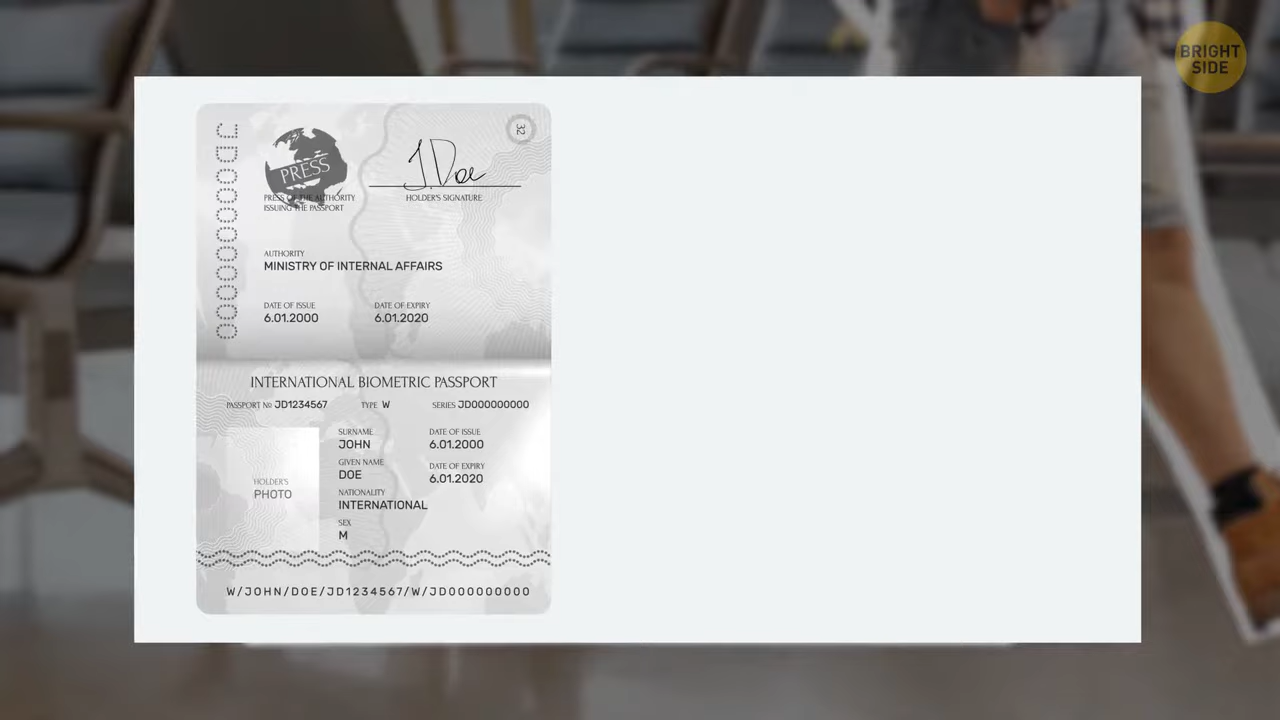 BRIGHT
SIDE
JD000000000
32
PRESS
J.Doe
PRESS OF THE AUTHORITY
ISSUING THE PASSPORT
HOLDER'S SIGNATURE
AUTHORITY
MINISTRY OF INTERNAL AFFAIRS
DATE OF ISSUE
DATE OF EXPIRY
6.01.2000
6.01.2020
INTERNATIONAL BIOMETRIC PASSPORT
PASSPORT № JD1234567 TYPE W SERIES JD000000000
SURNAME
JOHN
DATE OF ISSUE
6.01.2000
GIVEN NAME
DOE
DATE OF EXPIRY
6.01.2020
NATIONALITY
INTERNATIONAL
SEX
M
HOLDER'S
PHOTO
W/JOHN/DOE/JD1234567/W/JD000000000